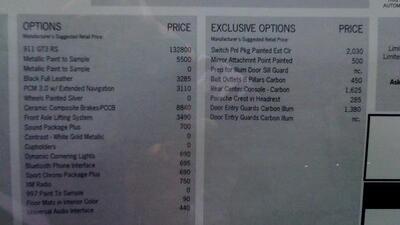 OPTIONS PRICE
Manufacturer's Suggested Retail Price
911 GT3 RS 132800
Metallic Paint to Sample 5500
Metallic Paint to Sample 0
Black Full Leather 3285
PCM 3.0 w/ Extended Navigation 3110
Wheels Painted Silver 0
Ceramic Composite Brakes-PCCB 8840
Front Axle Lifting System 3490
Sound Package Plus 700
Contrast - White Gold Metallic 0
Cupholders 0
Dynamic Cornering Lights 690
Bluetooth Phone Interface 695
Sport Chrono Package Plus 690
XM Radio 750
997 Paint To Sample 0
Floor Mats in Interior Color 90
Universal Audio Interface 440
EXCLUSIVE OPTIONS PRICE
Manufacturer's Suggested Retail Price
Switch Pnl Pkg Painted Ext Clr 2,030
Mirror Attachmnt Point Painted 500
Prep for Illum Door Sill Guard nc.
Belt Outlets B Pillars Carbon 450
Rear Center Console - Carbon 1,625
Porsche Crest in Headrest 285
Door Entry Guards Carbon Illum 1,380
Door Entry Guards Carbon Illum nc.
AUTOM
Limi
Limite
Ask